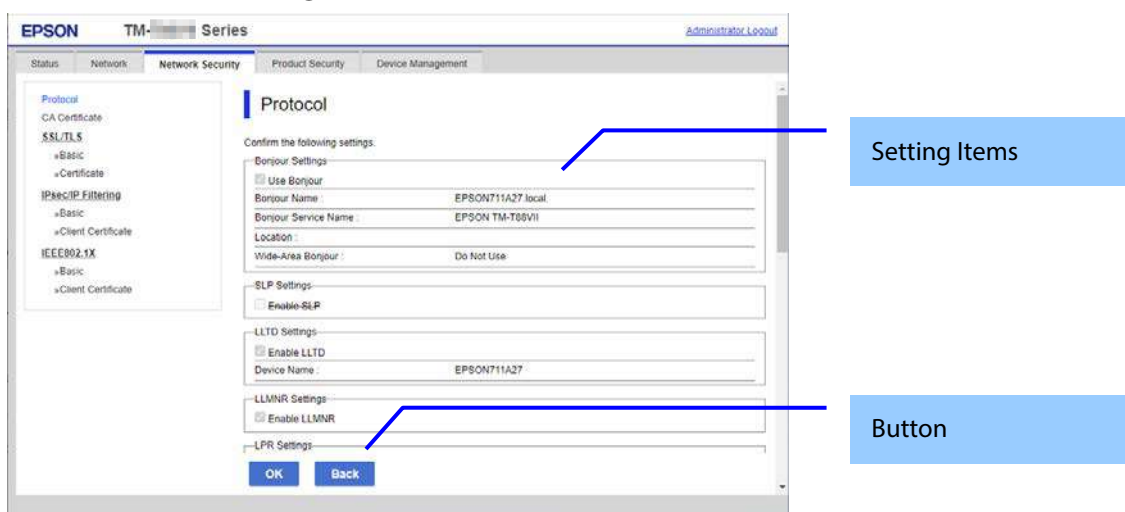 EPSON TM- Series Administrator Logout
Status Network Network Security Product Security Device Management
Protocol
CA Certificate
SSL/TLS
»Basic
»Certificate
IPsec/IP Filtering
»Basic
»Client Certificate
IEEE802.1X
»Basic
»Client Certificate
Protocol
Confirm the following settings.
Bonjour Settings
Use Bonjour
Bonjour Name : EPSON711A27.local.
Bonjour Service Name : EPSON TM-T88VII
Location :
Wide-Area Bonjour : Do Not Use
SLP Settings
Enable SLP
LLTD Settings
Enable LLTD
Device Name : EPSON711A27
LLMNR Settings
Enable LLMNR
LPR Settings
OK Back
Setting Items
Button